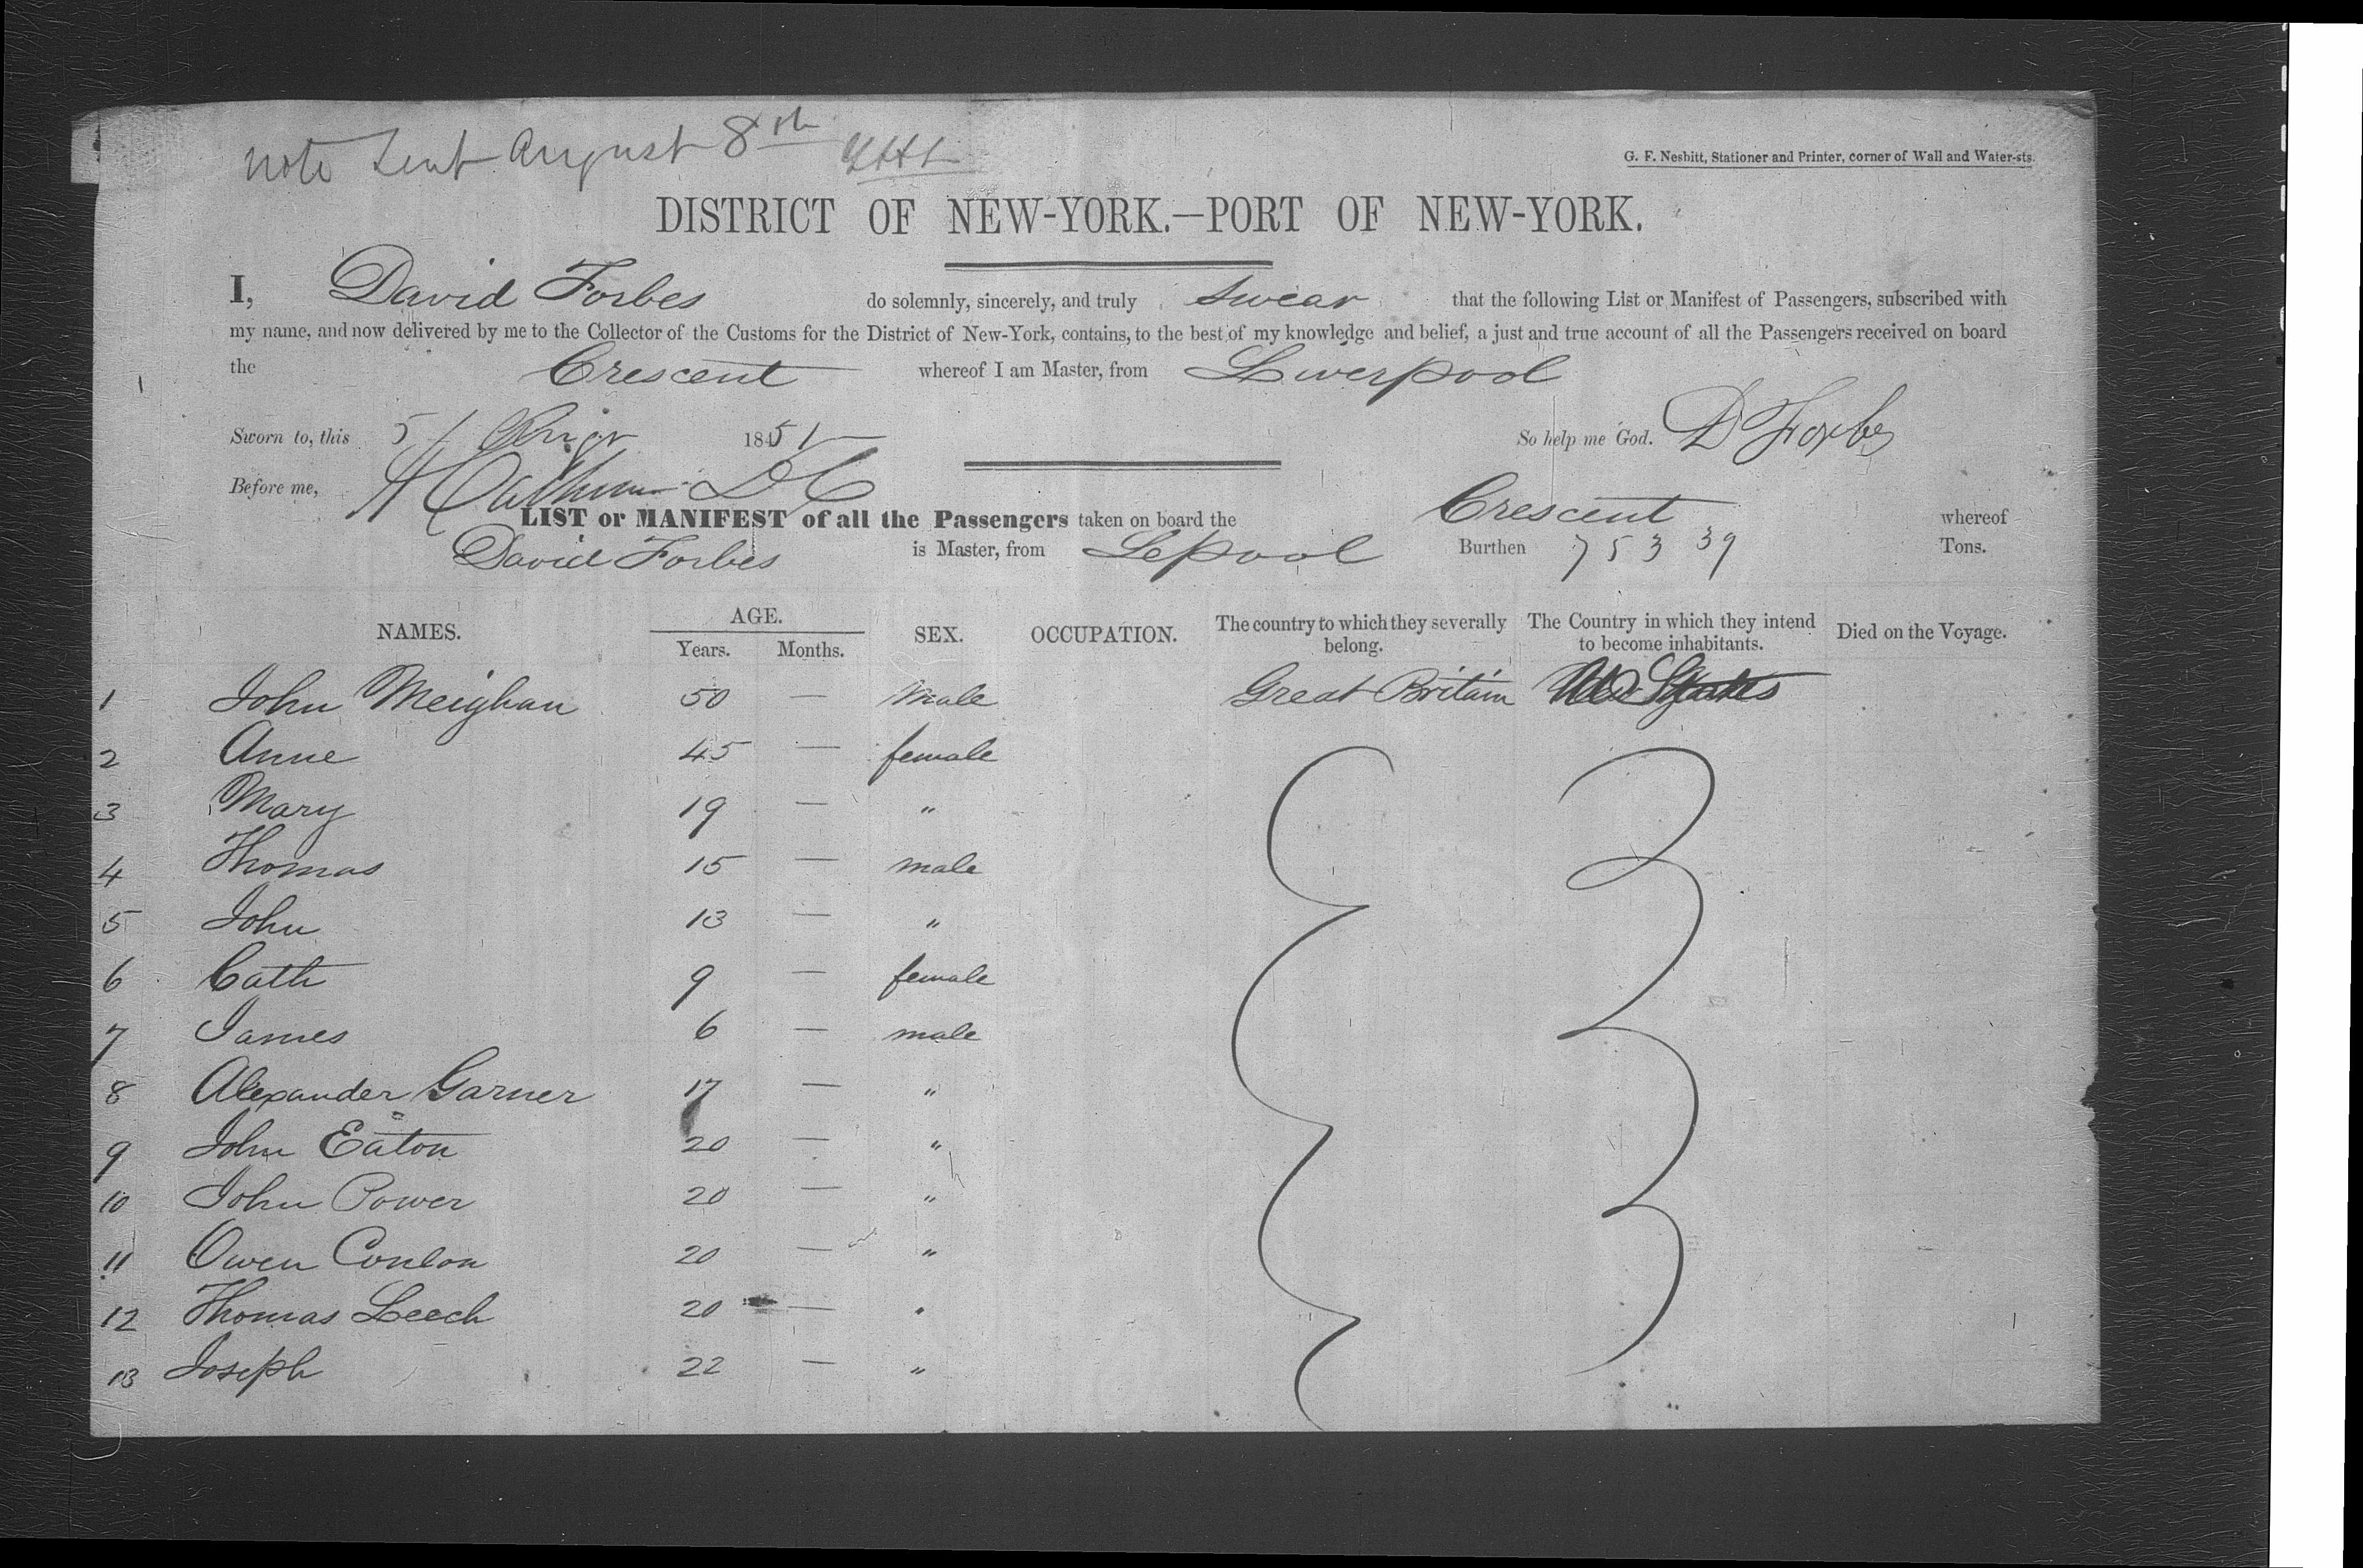 note Sent August 8th
G. F. Nesbitt, Stationer and Printer, corner of Wall and Water-sts.
DISTRICT OF NEW-YORK.—PORT OF NEW-YORK.
I, David Forbes do solemnly, sincerely, and truly swear that the following List or Manifest of Passengers, subscribed with
my name, and now delivered by me to the Collector of the Customs for the District of New-York, contains, to the best of my knowledge and belief, a just and true account of all the Passengers received on board
the Crescent whereof I am Master, from Liverpool
Sworn to, this 5 Augt 1851 So help me God. D Forbes
Before me, DC
LIST or MANIFEST of all the Passengers taken on board the Crescent whereof
David Forbes is Master, from Lepool Burthen 753 39 Tons.
NAMES. AGE. Years. Months. SEX. OCCUPATION. The country to which they severally belong. The Country in which they intend to become inhabitants. Died on the Voyage.
1 John Meighan 50 — Male Great Britain States
2 Anne 45 — female
3 Mary 19 — "
4 Thomas 15 — male
5 John 13 — "
6 Cath 9 — female
7 James 6 — male
8 Alexander Garner 17 — "
9 John Eaton 20 — "
10 John Power 20 — "
11 Owen Conlon 20 — "
12 Thomas Leech 20 — "
13 Joseph 22 — "